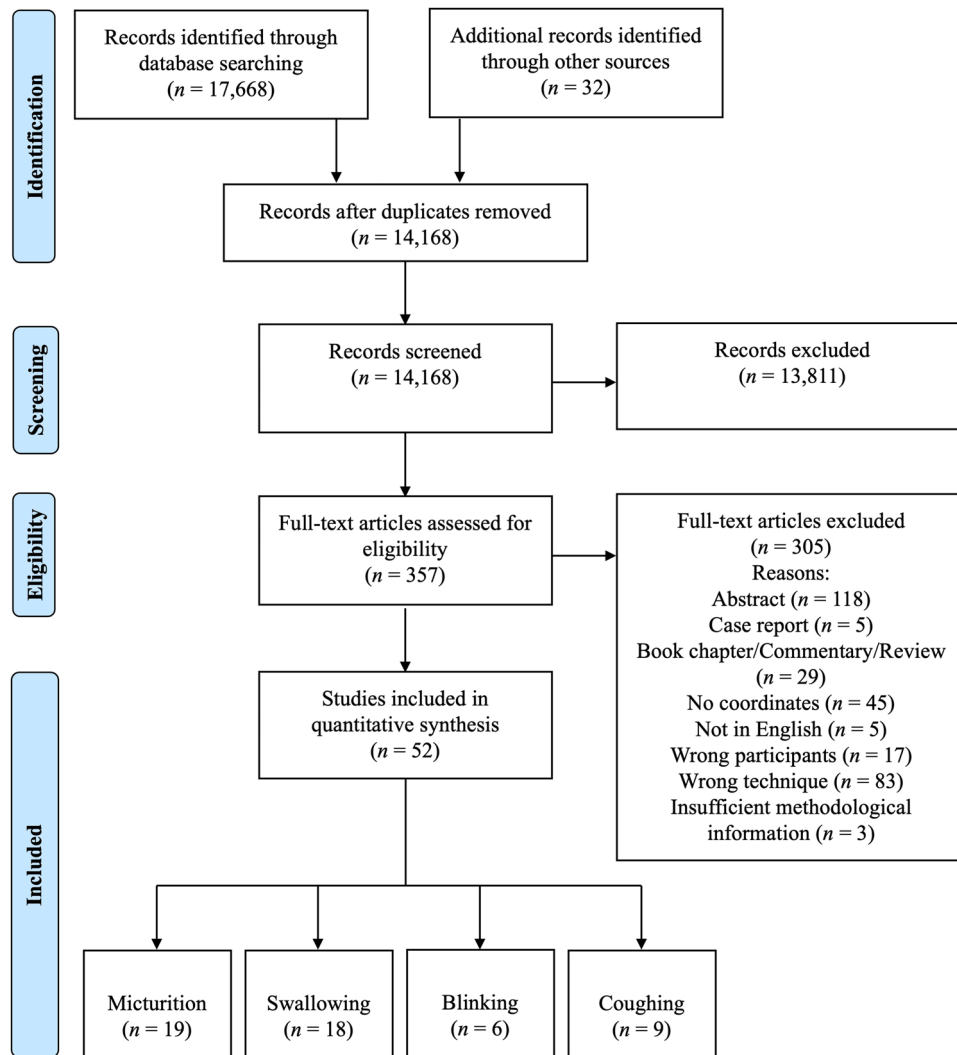 Identification
Records identified through
database searching
(n = 17,668)
Additional records identified
through other sources
(n = 32)
Records after duplicates removed
(n = 14,168)
Screening
Records screened
(n = 14,168)
Records excluded
(n = 13,811)
Eligibility
Full-text articles assessed for
eligibility
(n = 357)
Full-text articles excluded
(n = 305)
Reasons:
Abstract (n = 118)
Case report (n = 5)
Book chapter/Commentary/Review
(n = 29)
No coordinates (n = 45)
Not in English (n = 5)
Wrong participants (n = 17)
Wrong technique (n = 83)
Insufficient methodological
information (n = 3)
Included
Studies included in
quantitative synthesis
(n = 52)
Micturition
(n = 19)
Swallowing
(n = 18)
Blinking
(n = 6)
Coughing
(n = 9)